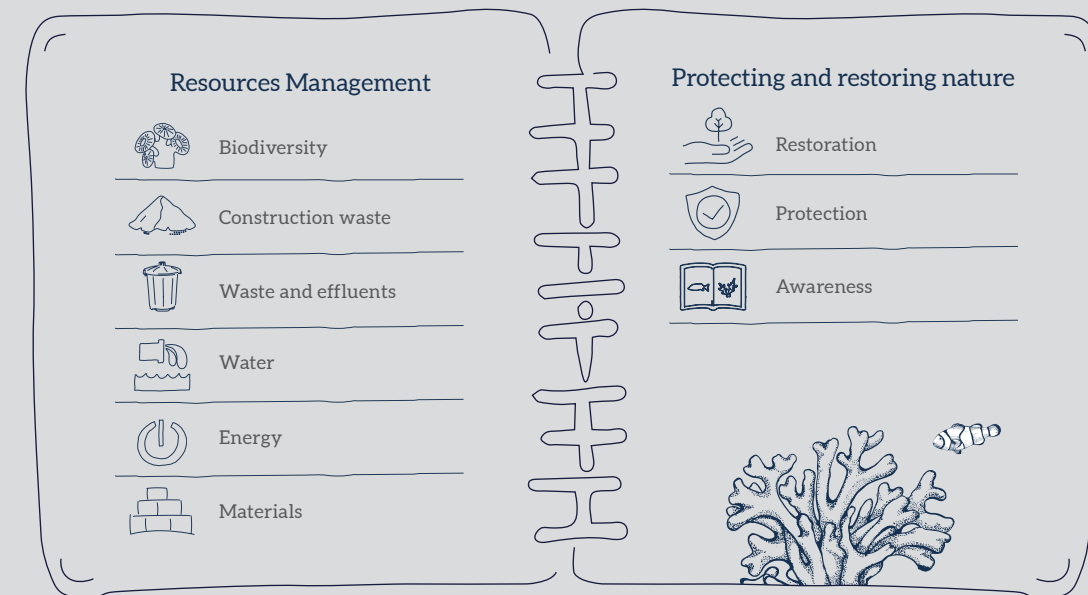 Resources Management
Biodiversity
Construction waste
Waste and effluents
Water
Energy
Materials
Protecting and restoring nature
Restoration
Protection
Awareness